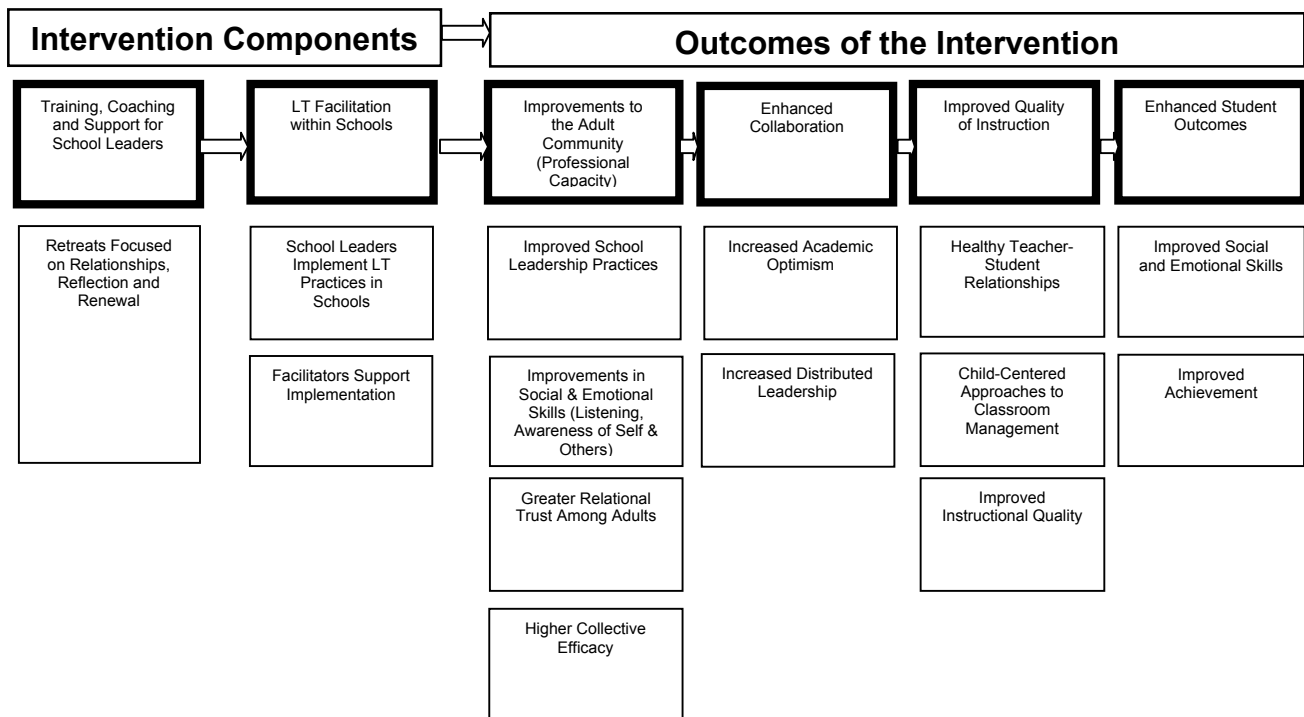 Intervention Components
Outcomes of the Intervention
Training, Coaching
and Support for
School Leaders
LT Facilitation
within Schools
Improvements to
the Adult
Community
(Professional
Capacity)
Enhanced
Collaboration
Improved Quality
of Instruction
Enhanced Student
Outcomes
Retreats Focused
on Relationships,
Reflection and
Renewal
School Leaders
Implement LT
Practices in
Schools
Improved School
Leadership Practices
Increased Academic
Optimism
Healthy Teacher-
Student
Relationships
Improved Social
and Emotional Skills
Facilitators Support
Implementation
Improvements in
Social & Emotional
Skills (Listening,
Awareness of Self &
Others)
Increased Distributed
Leadership
Child-Centered
Approaches to
Classroom
Management
Improved
Achievement
Greater Relational
Trust Among Adults
Improved
Instructional Quality
Higher Collective
Efficacy